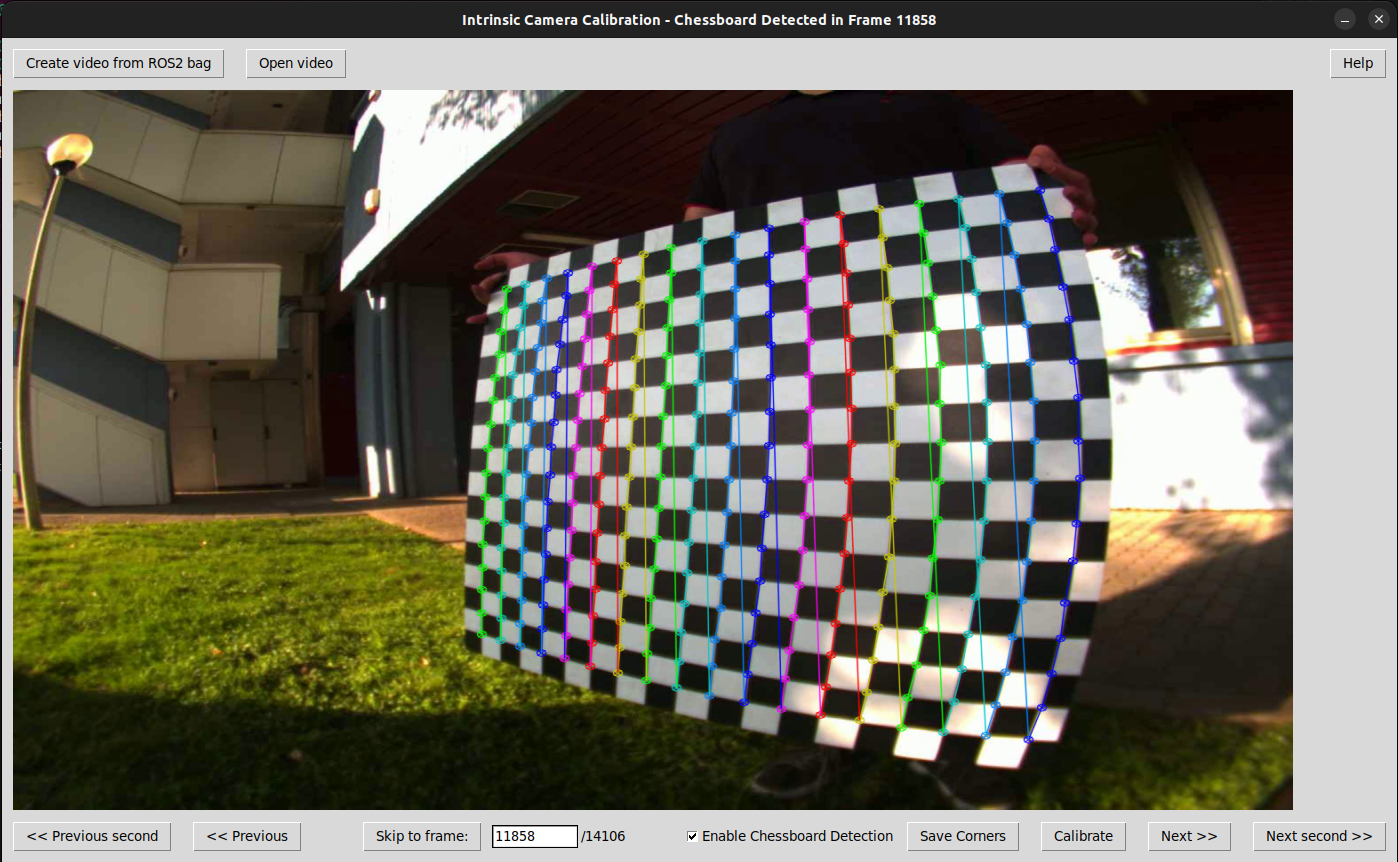 Intrinsic Camera Calibration - Chessboard Detected in Frame 11858
Create video from ROS2 bag
Open video
Help
<< Previous second
<< Previous
Skip to frame:
11858
/14106
Enable Chessboard Detection
Save Corners
Calibrate
Next >>
Next second >>